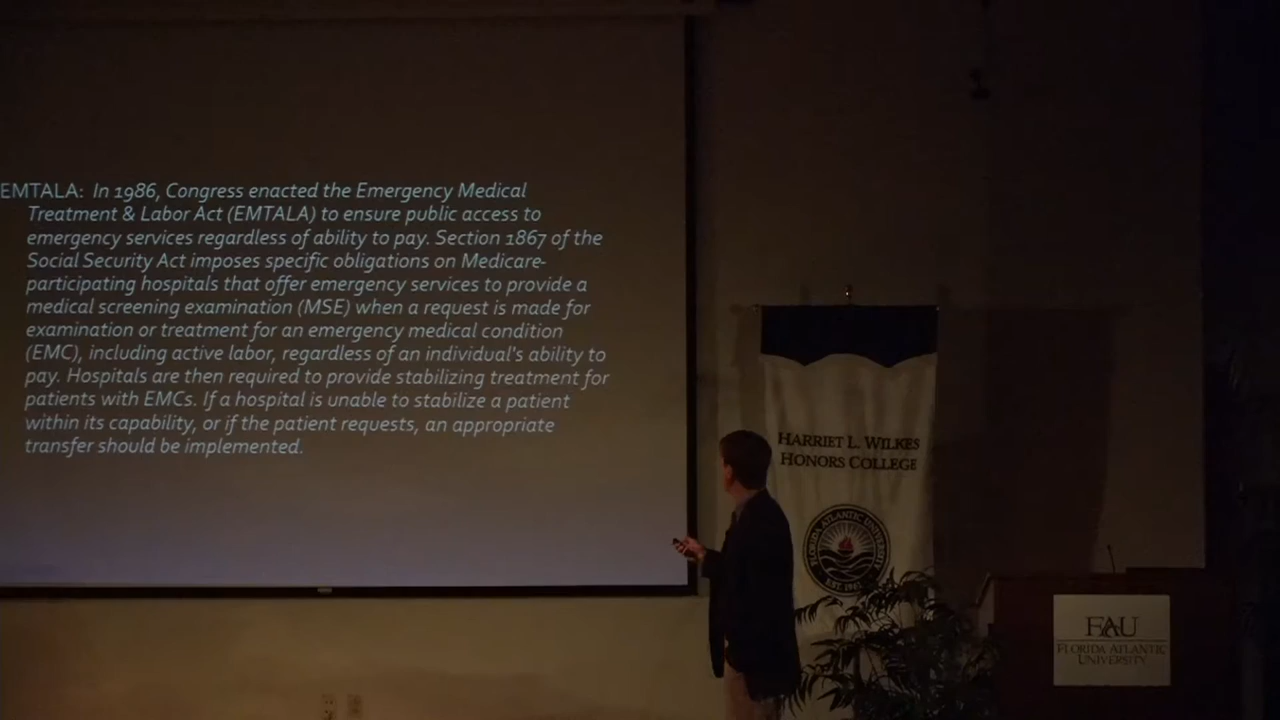 EMTALA: In 1986, Congress enacted the Emergency Medical
Treatment & Labor Act (EMTALA) to ensure public access to
emergency services regardless of ability to pay. Section 1867 of the
Social Security Act imposes specific obligations on Medicare-
participating hospitals that offer emergency services to provide a
medical screening examination (MSE) when a request is made for
examination or treatment for an emergency medical condition
(EMC), including active labor, regardless of an individual's ability to
pay. Hospitals are then required to provide stabilizing treatment for
patients with EMCs. If a hospital is unable to stabilize a patient
within its capability, or if the patient requests, an appropriate
transfer should be implemented.
HARRIET L. WILKES
HONORS COLLEGE
FLORIDA ATLANTIC UNIVERSITY
EST. 1961
FAU
FLORIDA ATLANTIC
UNIVERSITY